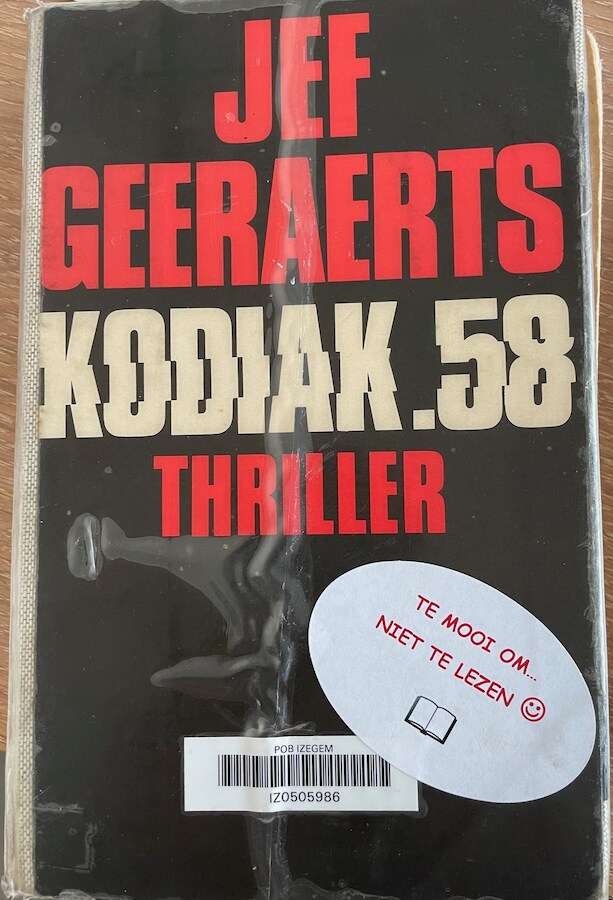 JEF
GEERAERTS
KODIAK.58
THRILLER
TE MOOI OM...
NIET TE LEZEN
POB IZEGEM
IZ0505986